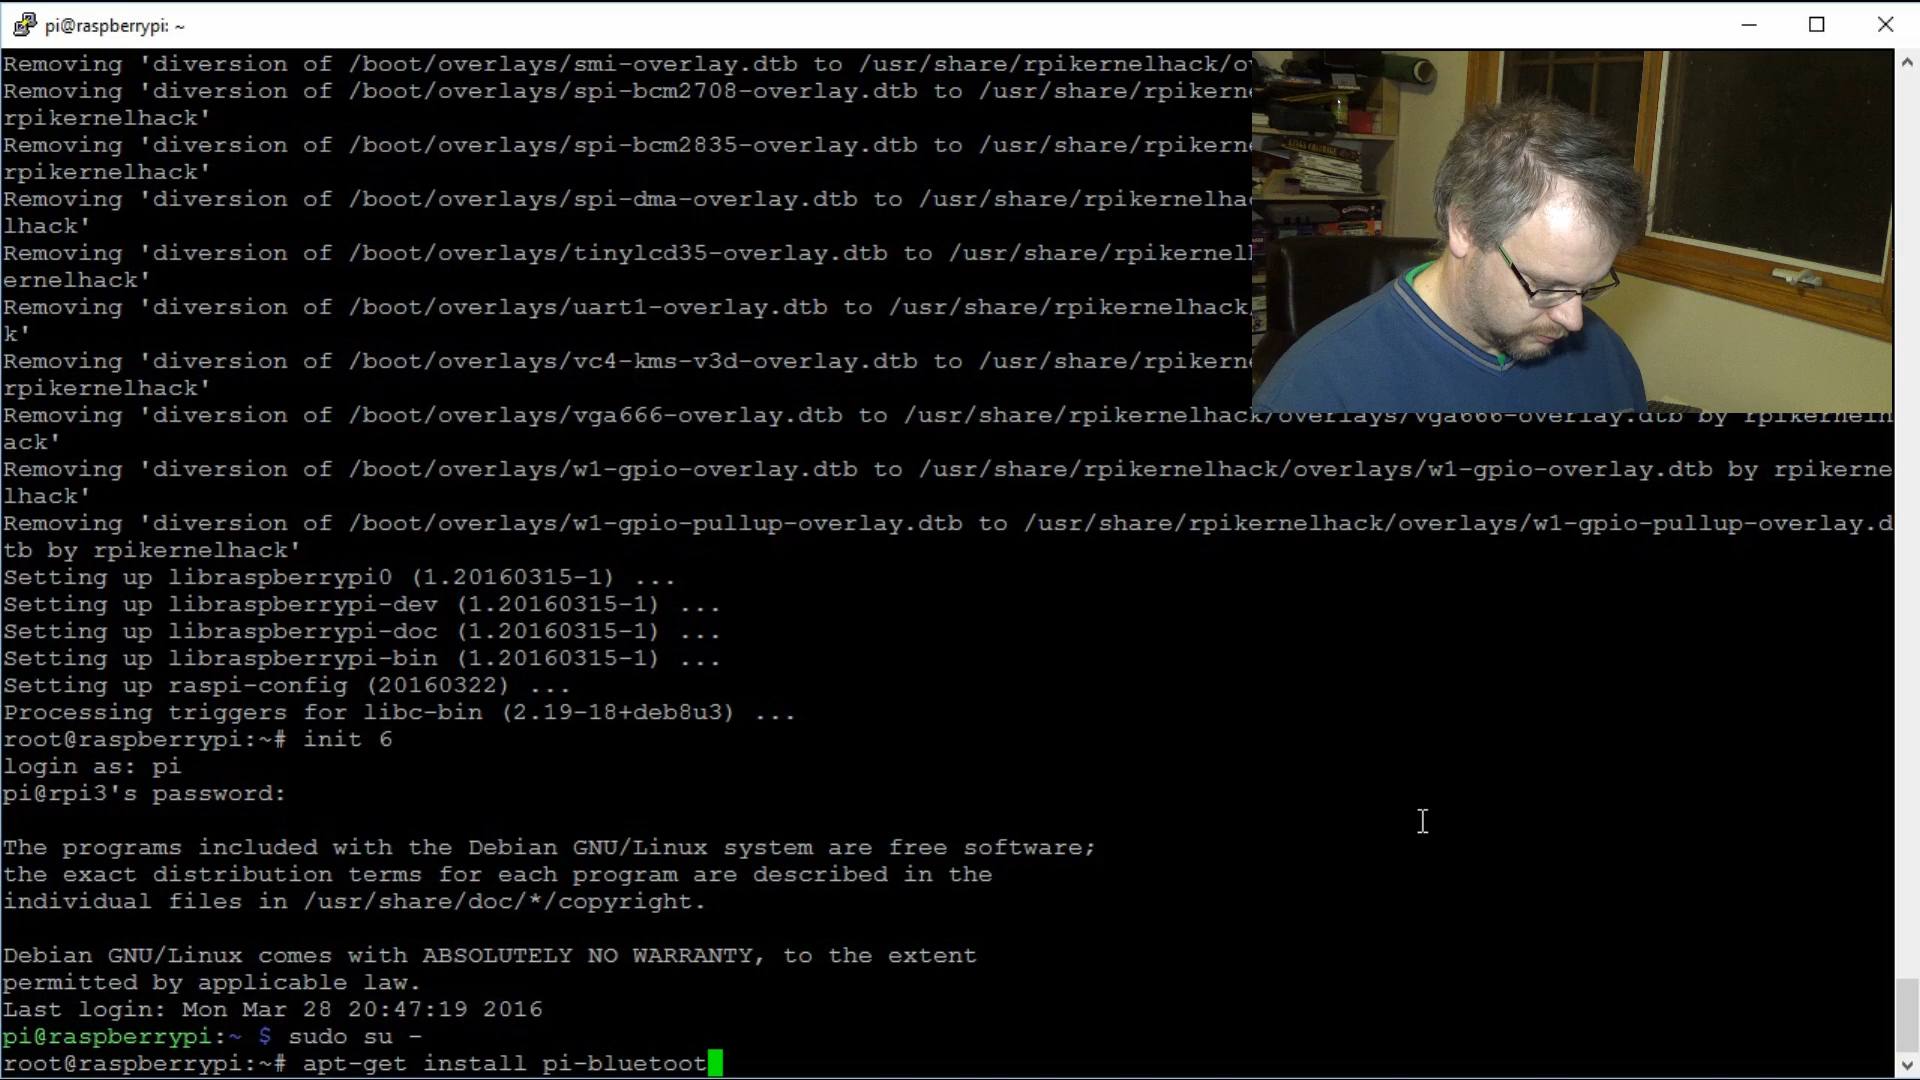 pi@raspberrypi: ~
Removing 'diversion of /boot/overlays/smi-overlay.dtb to /usr/share/rpikernelhack/o
Removing 'diversion of /boot/overlays/spi-bcm2708-overlay.dtb to /usr/share/rpikern
rpikernelhack'
Removing 'diversion of /boot/overlays/spi-bcm2835-overlay.dtb to /usr/share/rpikern
rpikernelhack'
Removing 'diversion of /boot/overlays/spi-dma-overlay.dtb to /usr/share/rpikernelha
lhack'
Removing 'diversion of /boot/overlays/tinylcd35-overlay.dtb to /usr/share/rpikernel
ernelhack'
Removing 'diversion of /boot/overlays/uart1-overlay.dtb to /usr/share/rpikernelhack
k'
Removing 'diversion of /boot/overlays/vc4-kms-v3d-overlay.dtb to /usr/share/rpikern
rpikernelhack'
Removing 'diversion of /boot/overlays/vga666-overlay.dtb to /usr/share/rpikernelhack/overlays/vga666-overlay.dtb by rpikernelh
ack'
Removing 'diversion of /boot/overlays/w1-gpio-overlay.dtb to /usr/share/rpikernelhack/overlays/w1-gpio-overlay.dtb by rpikerne
lhack'
Removing 'diversion of /boot/overlays/w1-gpio-pullup-overlay.dtb to /usr/share/rpikernelhack/overlays/w1-gpio-pullup-overlay.d
tb by rpikernelhack'
Setting up libraspberrypi0 (1.20160315-1) ...
Setting up libraspberrypi-dev (1.20160315-1) ...
Setting up libraspberrypi-doc (1.20160315-1) ...
Setting up libraspberrypi-bin (1.20160315-1) ...
Setting up raspi-config (20160322) ...
Processing triggers for libc-bin (2.19-18+deb8u3) ...
root@raspberrypi:~# init 6
login as: pi
pi@rpi3's password:
The programs included with the Debian GNU/Linux system are free software;
the exact distribution terms for each program are described in the
individual files in /usr/share/doc/*/copyright.
Debian GNU/Linux comes with ABSOLUTELY NO WARRANTY, to the extent
permitted by applicable law.
Last login: Mon Mar 28 20:47:19 2016
pi@raspberrypi:~ $ sudo su -
root@raspberrypi:~# apt-get install pi-bluetoot